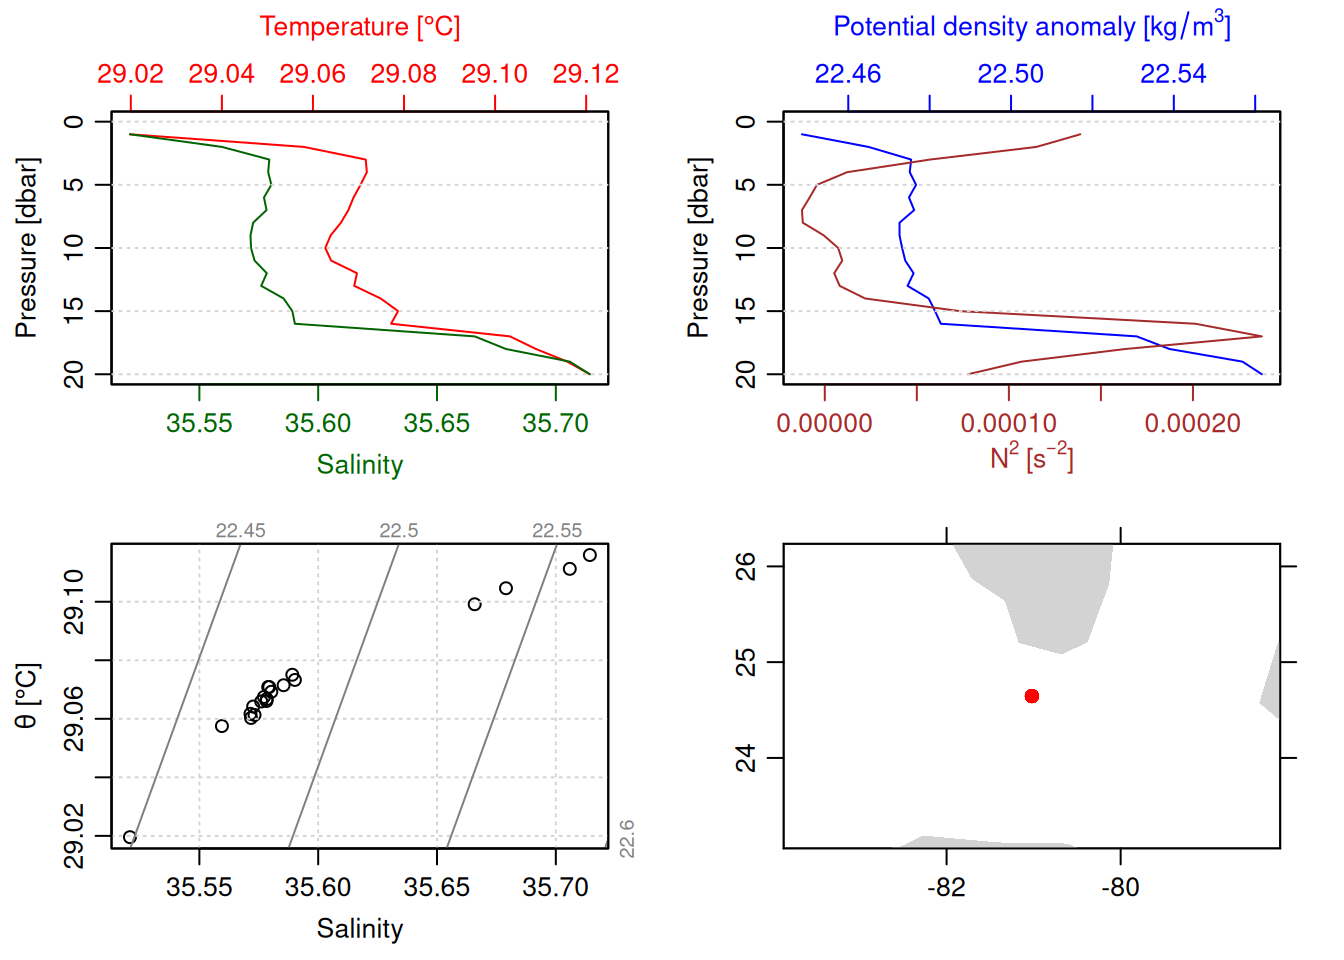 Temperature [°C]
29.02 29.04 29.06 29.08 29.10 29.12
Pressure [dbar]
0
5
10
15
20
35.55 35.60 35.65 35.70
Salinity
Potential density anomaly [kg/m³]
22.46 22.50 22.54
Pressure [dbar]
0
5
10
15
20
0.00000 0.00010 0.00020
N² [s⁻²]
22.45 22.5 22.55
θ [°C]
29.10
29.06
29.02
22.6
35.55 35.60 35.65 35.70
Salinity
26
25
24
-82 -80